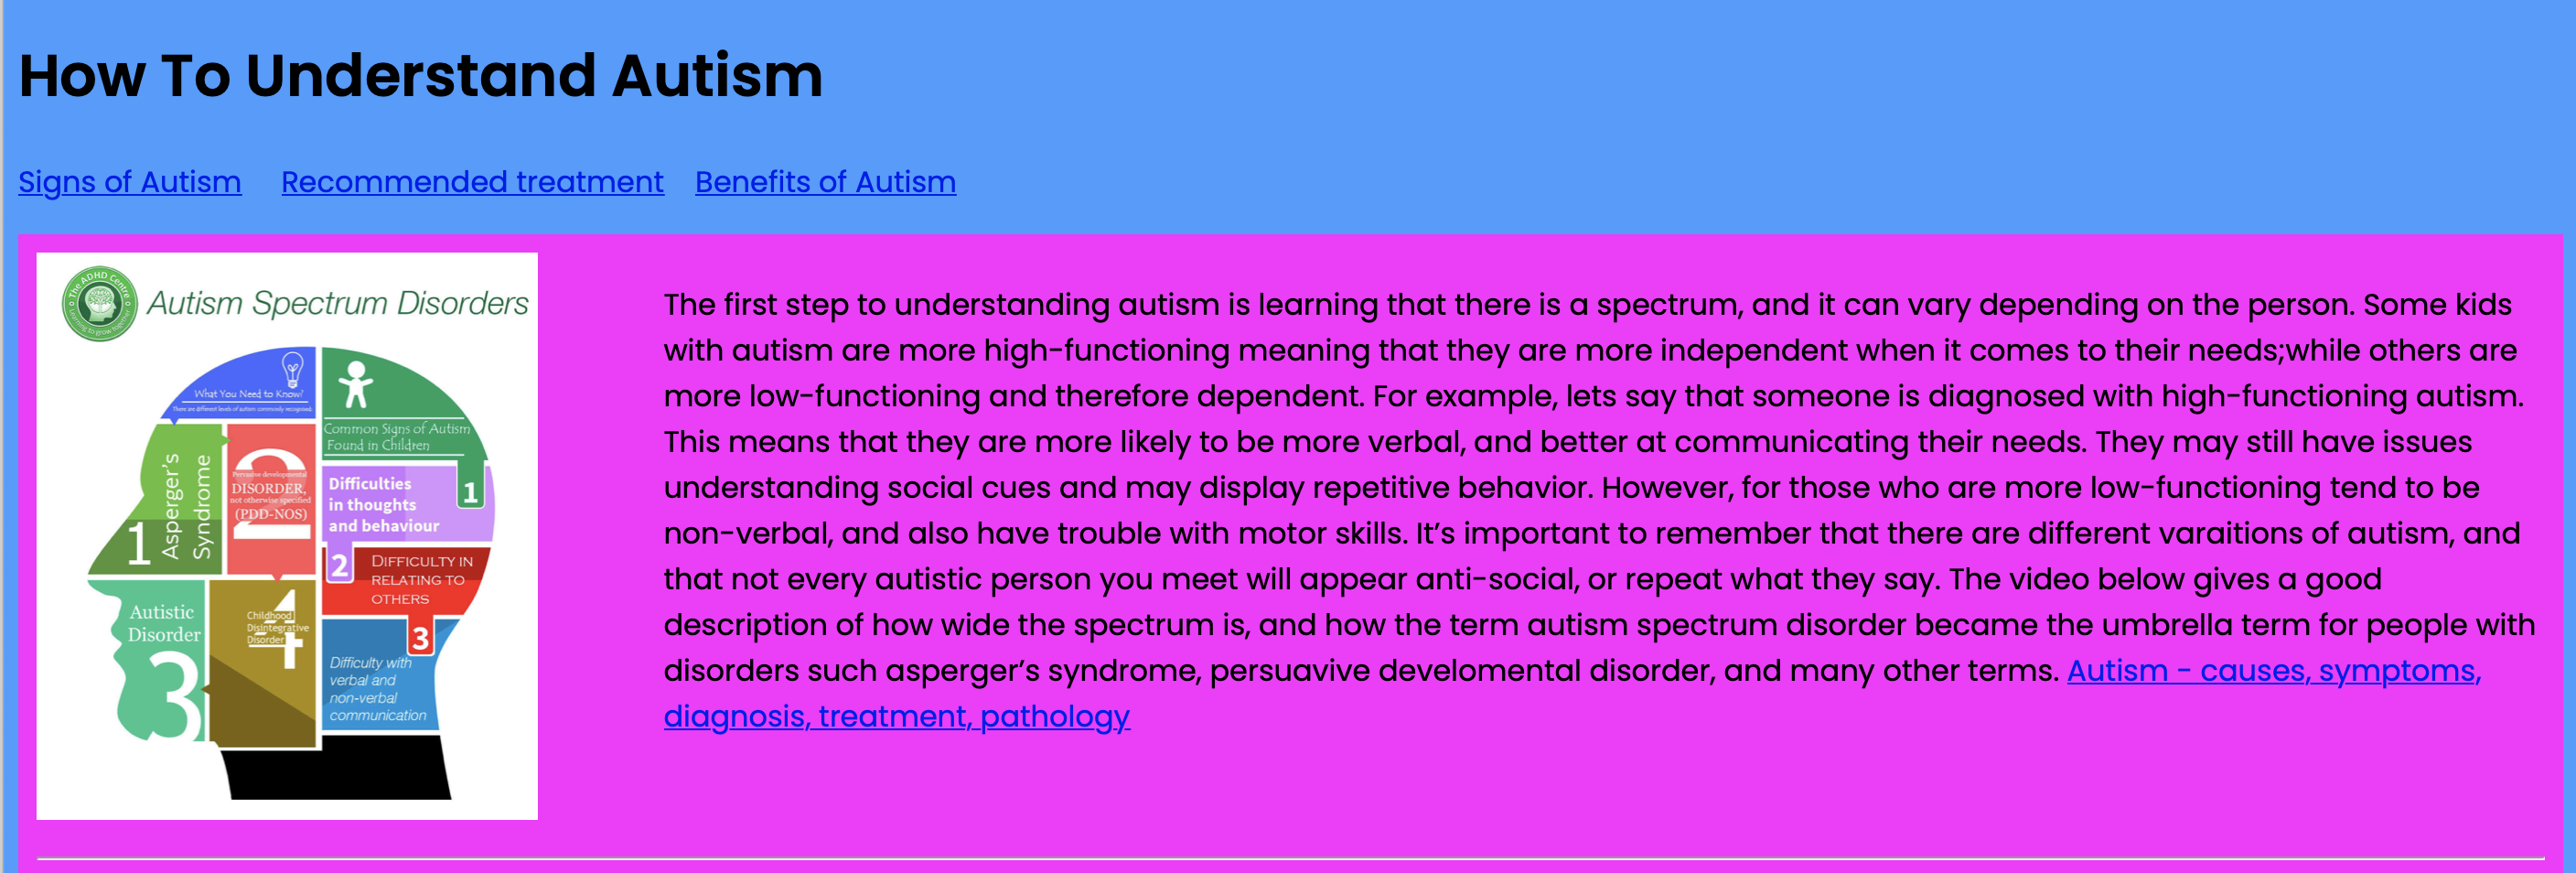 How To Understand Autism
Signs of Autism Recommended treatment Benefits of Autism
The ADHD Centre
Learning to grow together
Autism Spectrum Disorders
What You Need to Know?
There are different levels of autism commonly recognised.
1 Asperger's
Syndrome
2
Pervasive developmental
DISORDER,
not otherwise specified
(PDD-NOS)
Autistic
Disorder
3
4
Childhood
Disintegrative
Disorder
Common Signs of Autism
Found in Children
1
Difficulties
in thoughts
and behaviour
2
DIFFICULTY IN
RELATING TO
OTHERS
3
Difficulty with
verbal and
non-verbal
communication
The first step to understanding autism is learning that there is a spectrum, and it can vary depending on the person. Some kids
with autism are more high-functioning meaning that they are more independent when it comes to their needs;while others are
more low-functioning and therefore dependent. For example, lets say that someone is diagnosed with high-functioning autism.
This means that they are more likely to be more verbal, and better at communicating their needs. They may still have issues
understanding social cues and may display repetitive behavior. However, for those who are more low-functioning tend to be
non-verbal, and also have trouble with motor skills. It's important to remember that there are different varaitions of autism, and
that not every autistic person you meet will appear anti-social, or repeat what they say. The video below gives a good
description of how wide the spectrum is, and how the term autism spectrum disorder became the umbrella term for people with
disorders such asperger's syndrome, persuavive develomental disorder, and many other terms. Autism - causes, symptoms,
diagnosis, treatment, pathology